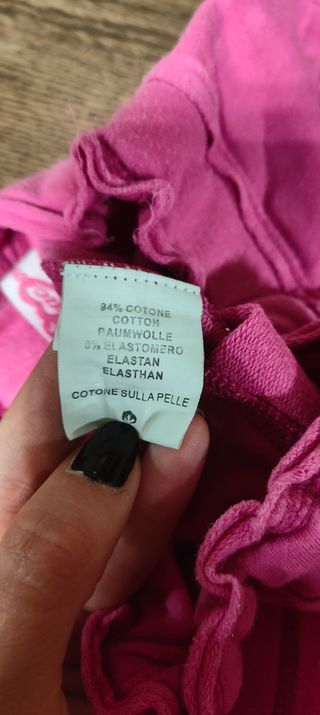 94% COTONE
COTTON
BAUMWOLLE
6% ELASTOMERO
ELASTAN
ELASTHAN
COTONE SULLA PELLE